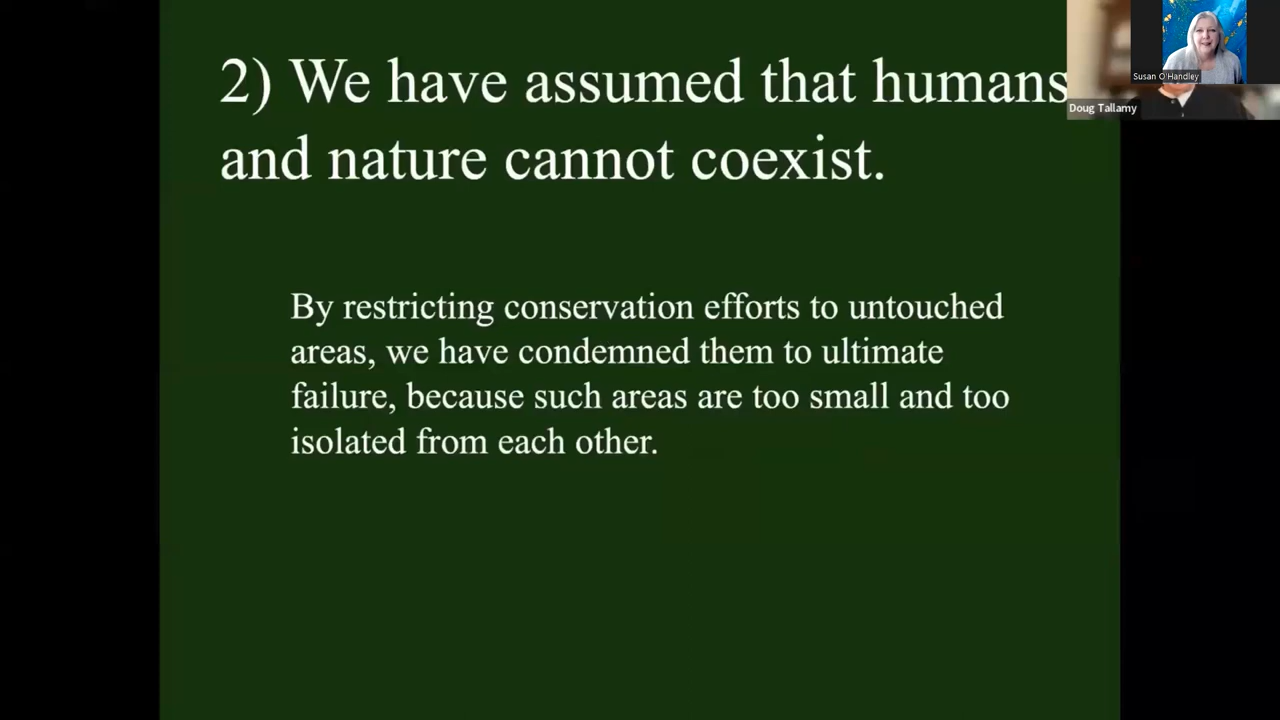 2) We have assumed that humans
and nature cannot coexist.
By restricting conservation efforts to untouched
areas, we have condemned them to ultimate
failure, because such areas are too small and too
isolated from each other.
Susan O'Handley
Doug Tallamy